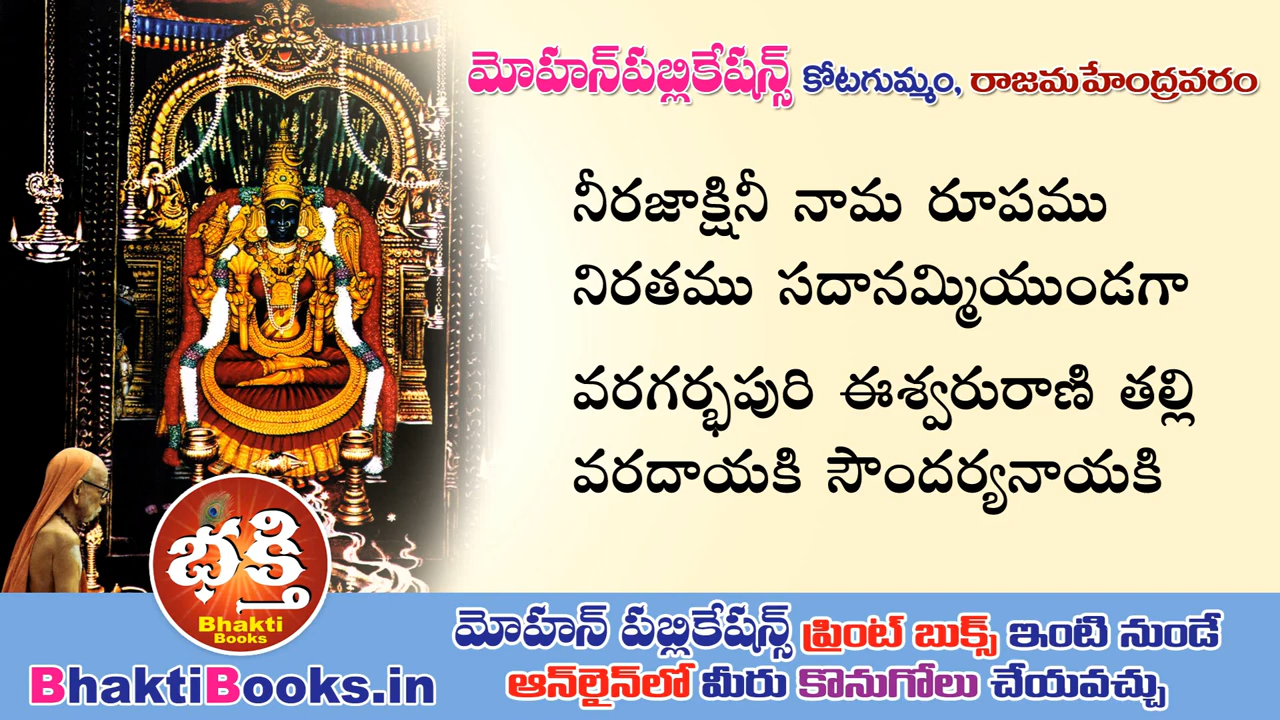 మోహన్‌పబ్లికేషన్స్ కోటగుమ్మం, రాజమహేంద్రవరం
నీరజాక్షినీ నామ రూపము
నిరతము సదానమ్మియుండగా
వరగర్భపురి ఈశ్వరురాణి తల్లి
వరదాయకి సౌందర్యనాయకి
భక్తి
Bhakti
Books
BhaktiBooks.in
మోహన్ పబ్లికేషన్స్ ప్రింట్ బుక్స్ ఇంటి నుండే
ఆన్‌లైన్‌లో మీరు కొనుగోలు చేయవచ్చు